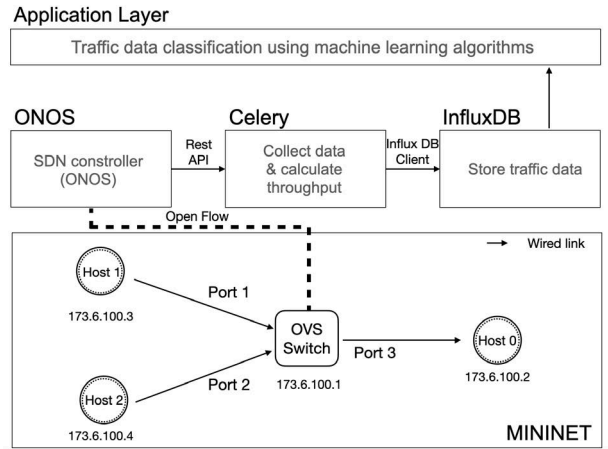 Application Layer
Traffic data classification using machine learning algorithms
ONOS
Celery
InfluxDB
SDN constroller
(ONOS)
Rest
API
Collect data
& calculate
throughput
Influx DB
Client
Store traffic data
Open Flow
Wired link
Host 1
173.6.100.3
Port 1
OVS
Switch
173.6.100.1
Port 3
Host 0
173.6.100.2
Port 2
Host 2
173.6.100.4
MININET